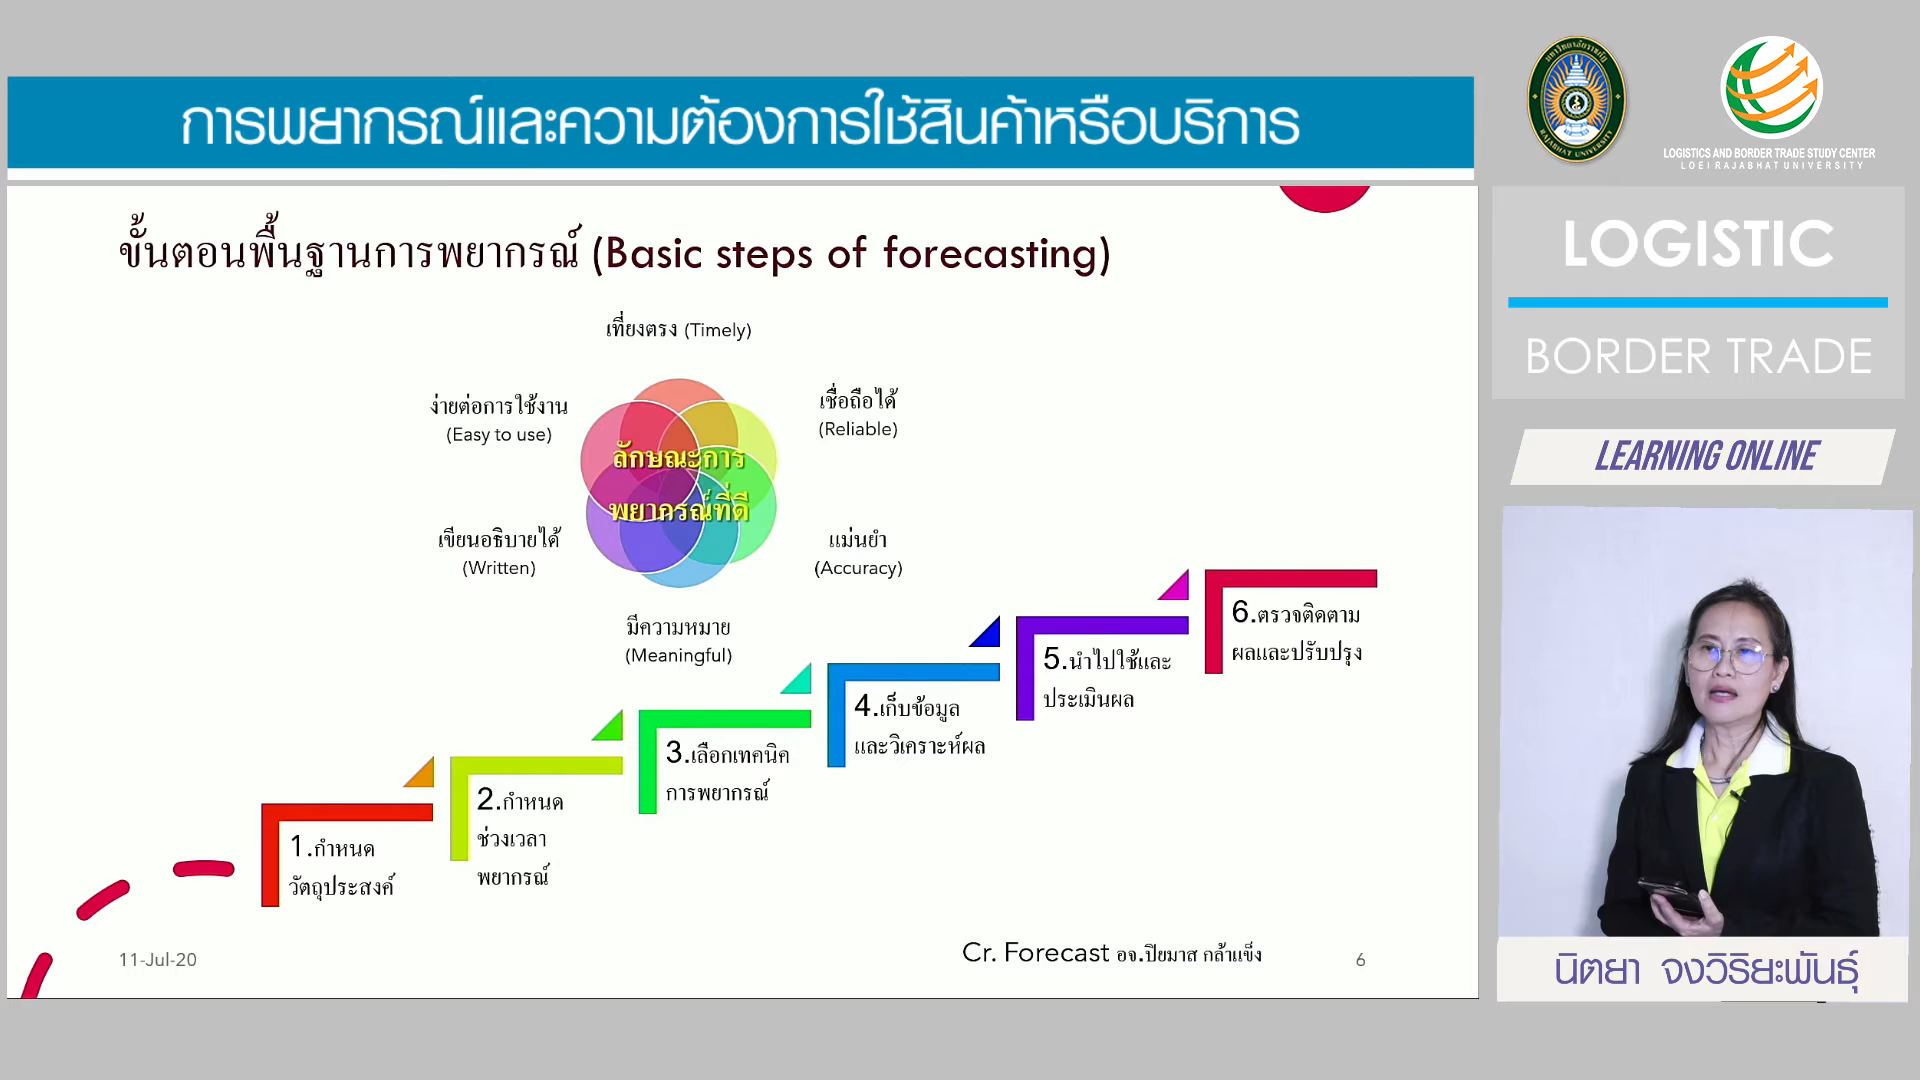 การพยากรณ์และความต้องการใช้สินค้าหรือบริการ
ขั้นตอนพื้นฐานการพยากรณ์ (Basic steps of forecasting)
เที่ยงตรง (Timely)
ง่ายต่อการใช้งาน
(Easy to use)
เชื่อถือได้
(Reliable)
ลักษณะการ
พยากรณ์ที่ดี
เขียนอธิบายได้
(Written)
แม่นยำ
(Accuracy)
มีความหมาย
(Meaningful)
1.กำหนด
วัตถุประสงค์
2.กำหนด
ช่วงเวลา
พยากรณ์
3.เลือกเทคนิค
การพยากรณ์
4.เก็บข้อมูล
และวิเคราะห์ผล
5.นำไปใช้และ
ประเมินผล
6.ตรวจติดตาม
ผลและปรับปรุง
11-Jul-20
Cr. Forecast อจ.ปิยมาส กล้าแข็ง
6
RAJABHAT UNIVERSITY
LOGISTICS AND BORDER TRADE STUDY CENTER
LOEI RAJABHAT UNIVERSITY
LOGISTIC
BORDER TRADE
LEARNING ONLINE
นิตยา จงวิริยะพันธุ์